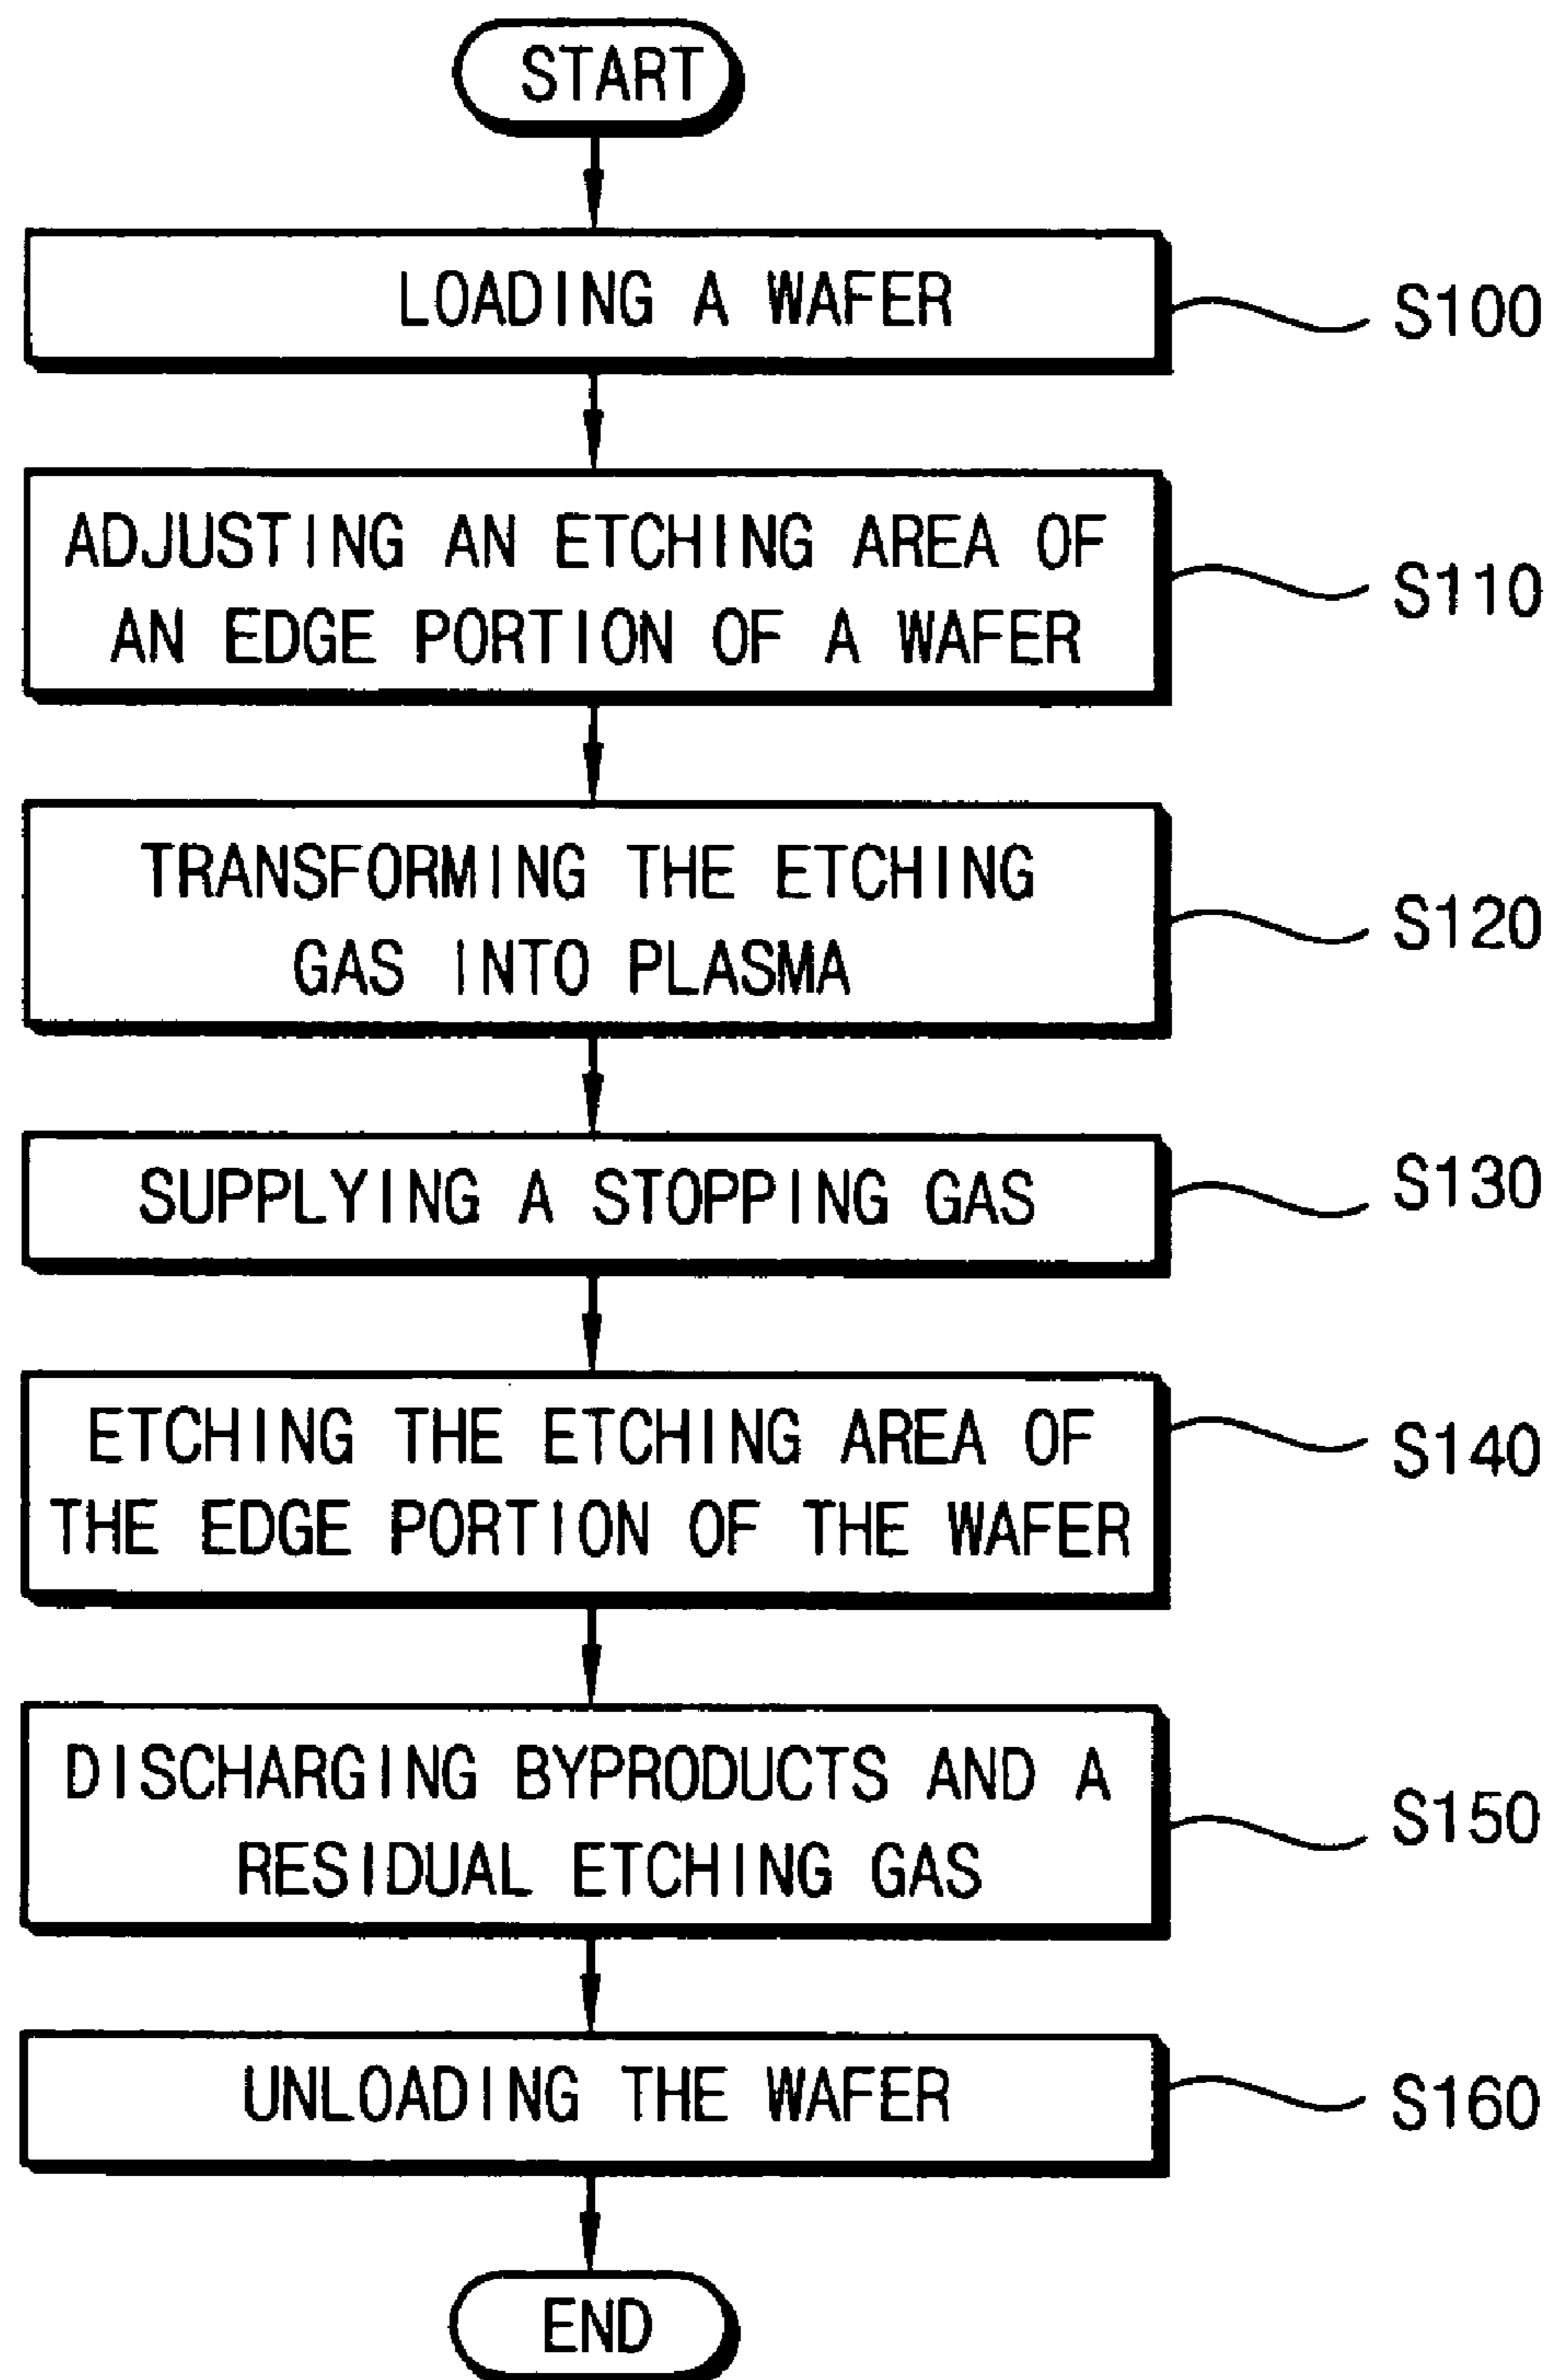 START
LOADING A WAFER
S100
ADJUSTING AN ETCHING AREA OF
AN EDGE PORTION OF A WAFER
S110
TRANSFORMING THE ETCHING
GAS INTO PLASMA
S120
SUPPLYING A STOPPING GAS
S130
ETCHING THE ETCHING AREA OF
THE EDGE PORTION OF THE WAFER
S140
DISCHARGING BYPRODUCTS AND A
RESIDUAL ETCHING GAS
S150
UNLOADING THE WAFER
S160
END